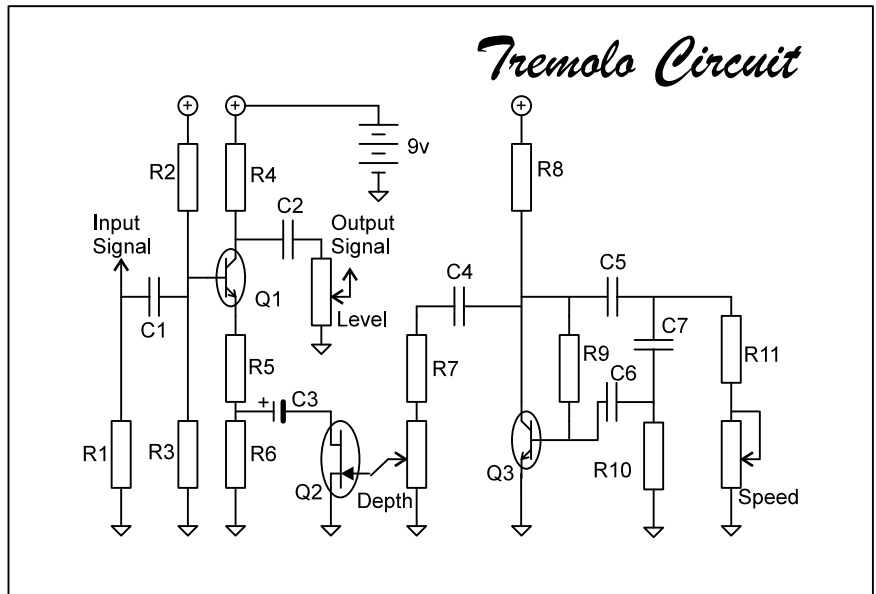 Tremolo Circuit
+
+
+
R2
R4
9v
R8
Input
Signal
C2
Output
Signal
C1
Q1
Level
C4
C5
C7
R5
R7
R9
C6
R11
+
C3
R1
R3
R6
Q2
Depth
Q3
R10
Speed